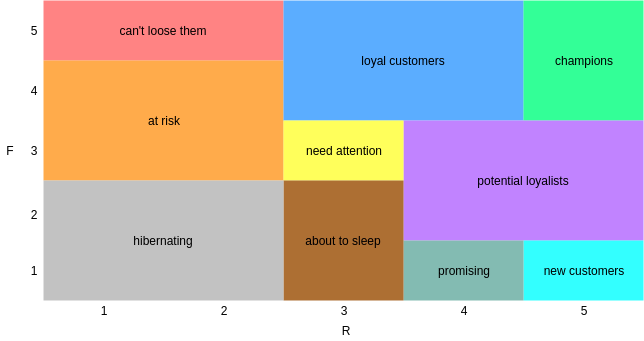 5
can't loose them
loyal customers
champions
4
at risk
F
3
need attention
potential loyalists
2
hibernating
about to sleep
1
promising
new customers
1
2
3
4
5
R